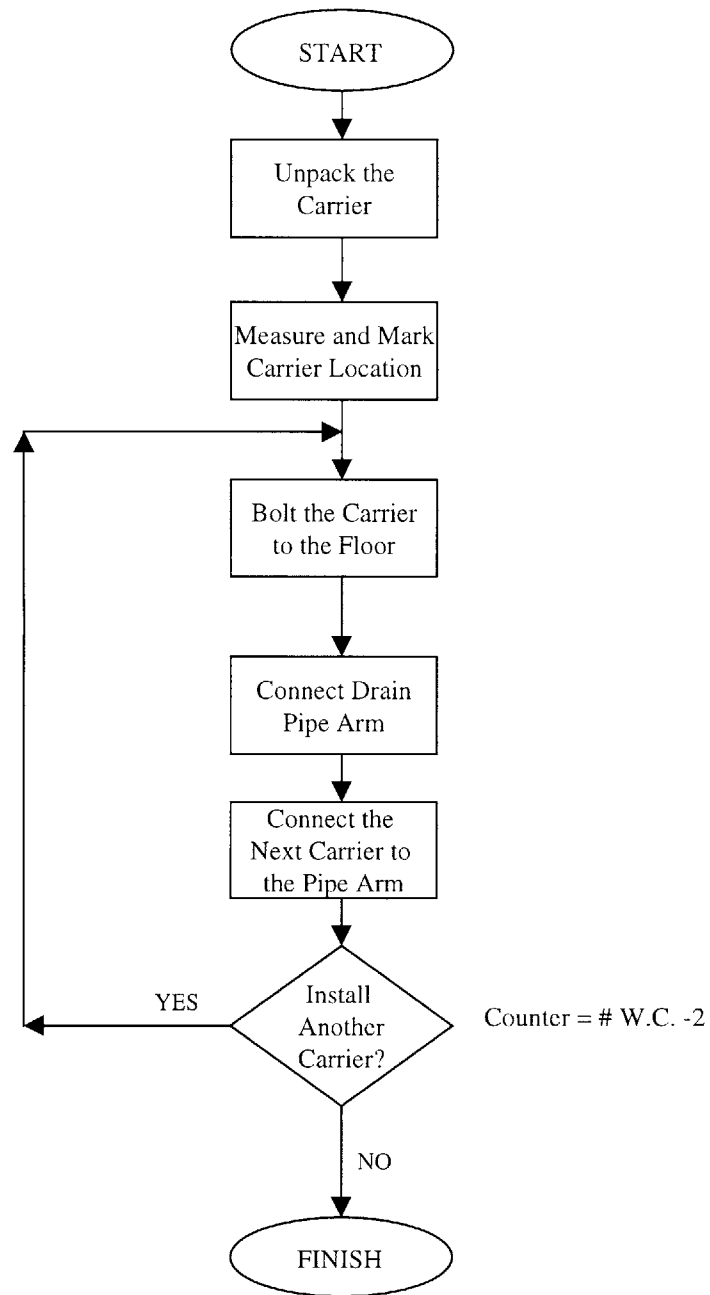 START
Unpack the
Carrier
Measure and Mark
Carrier Location
Bolt the Carrier
to the Floor
Connect Drain
Pipe Arm
Connect the
Next Carrier to
the Pipe Arm
YES
Install
Another
Carrier?
Counter = # W.C. -2
NO
FINISH